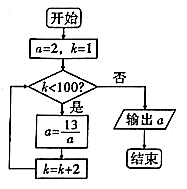 开始
a=2, k=1
k<100?
否
是
a=13/a
输出 a
k=k+2
结束